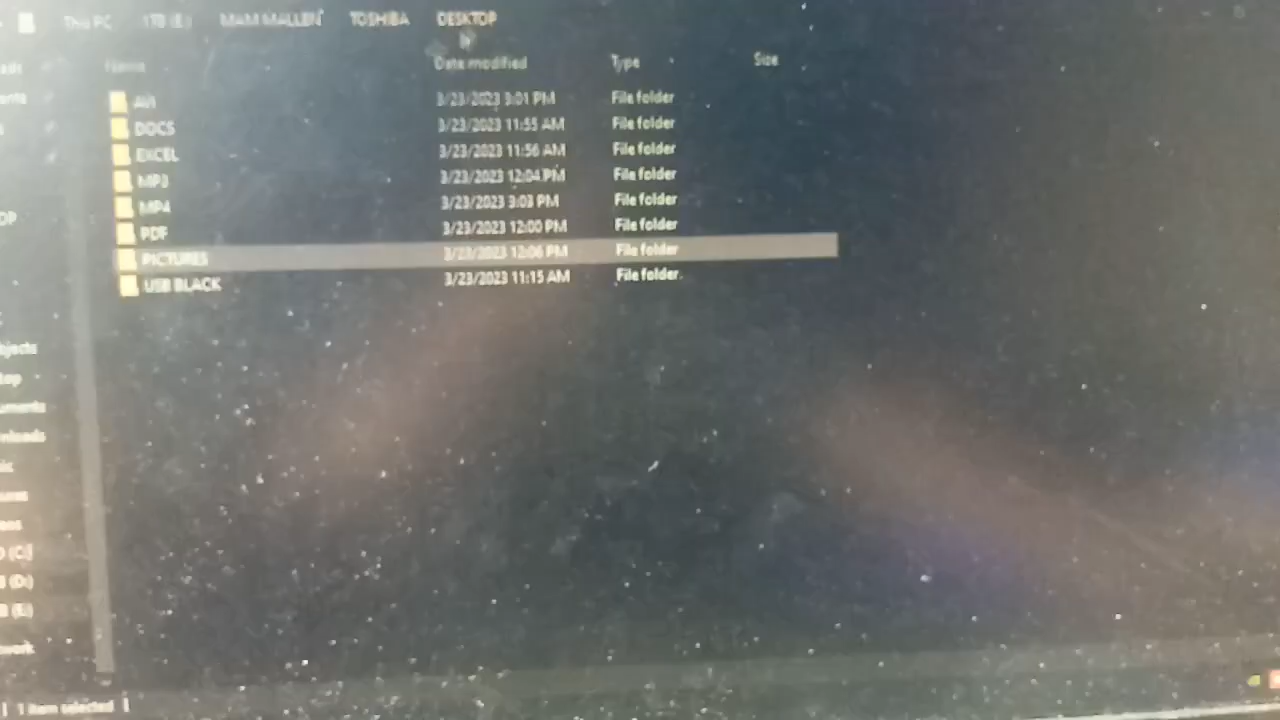 This PC 1TB (E:) MAM MALLEN TOSHIBA DESKTOP
Name Date modified Type Size
AVI 3/23/2023 3:01 PM File folder
DOCS 3/23/2023 11:55 AM File folder
EXCEL 3/23/2023 11:56 AM File folder
MP3 3/23/2023 12:04 PM File folder
MP4 3/23/2023 3:03 PM File folder
PDF 3/23/2023 12:00 PM File folder
PICTURES 3/23/2023 12:06 PM File folder
USB BLACK 3/23/2023 11:15 AM File folder
(C:)
(D:)
(E:)
1 item selected